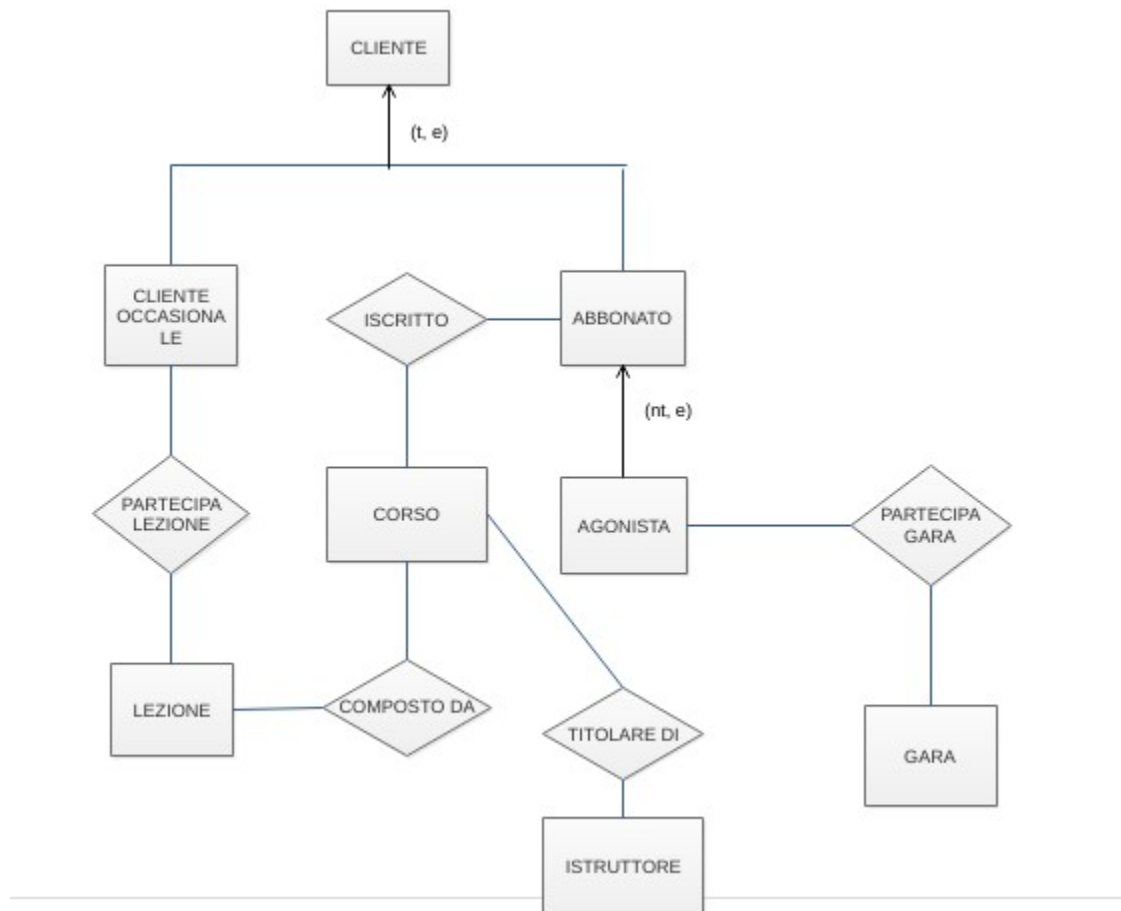 CLIENTE
(t, e)
CLIENTE
OCCASIONA
LE
ISCRITTO
ABBONATO
(nt, e)
PARTECIPA
LEZIONE
CORSO
AGONISTA
PARTECIPA
GARA
LEZIONE
COMPOSTO DA
TITOLARE DI
GARA
ISTRUTTORE